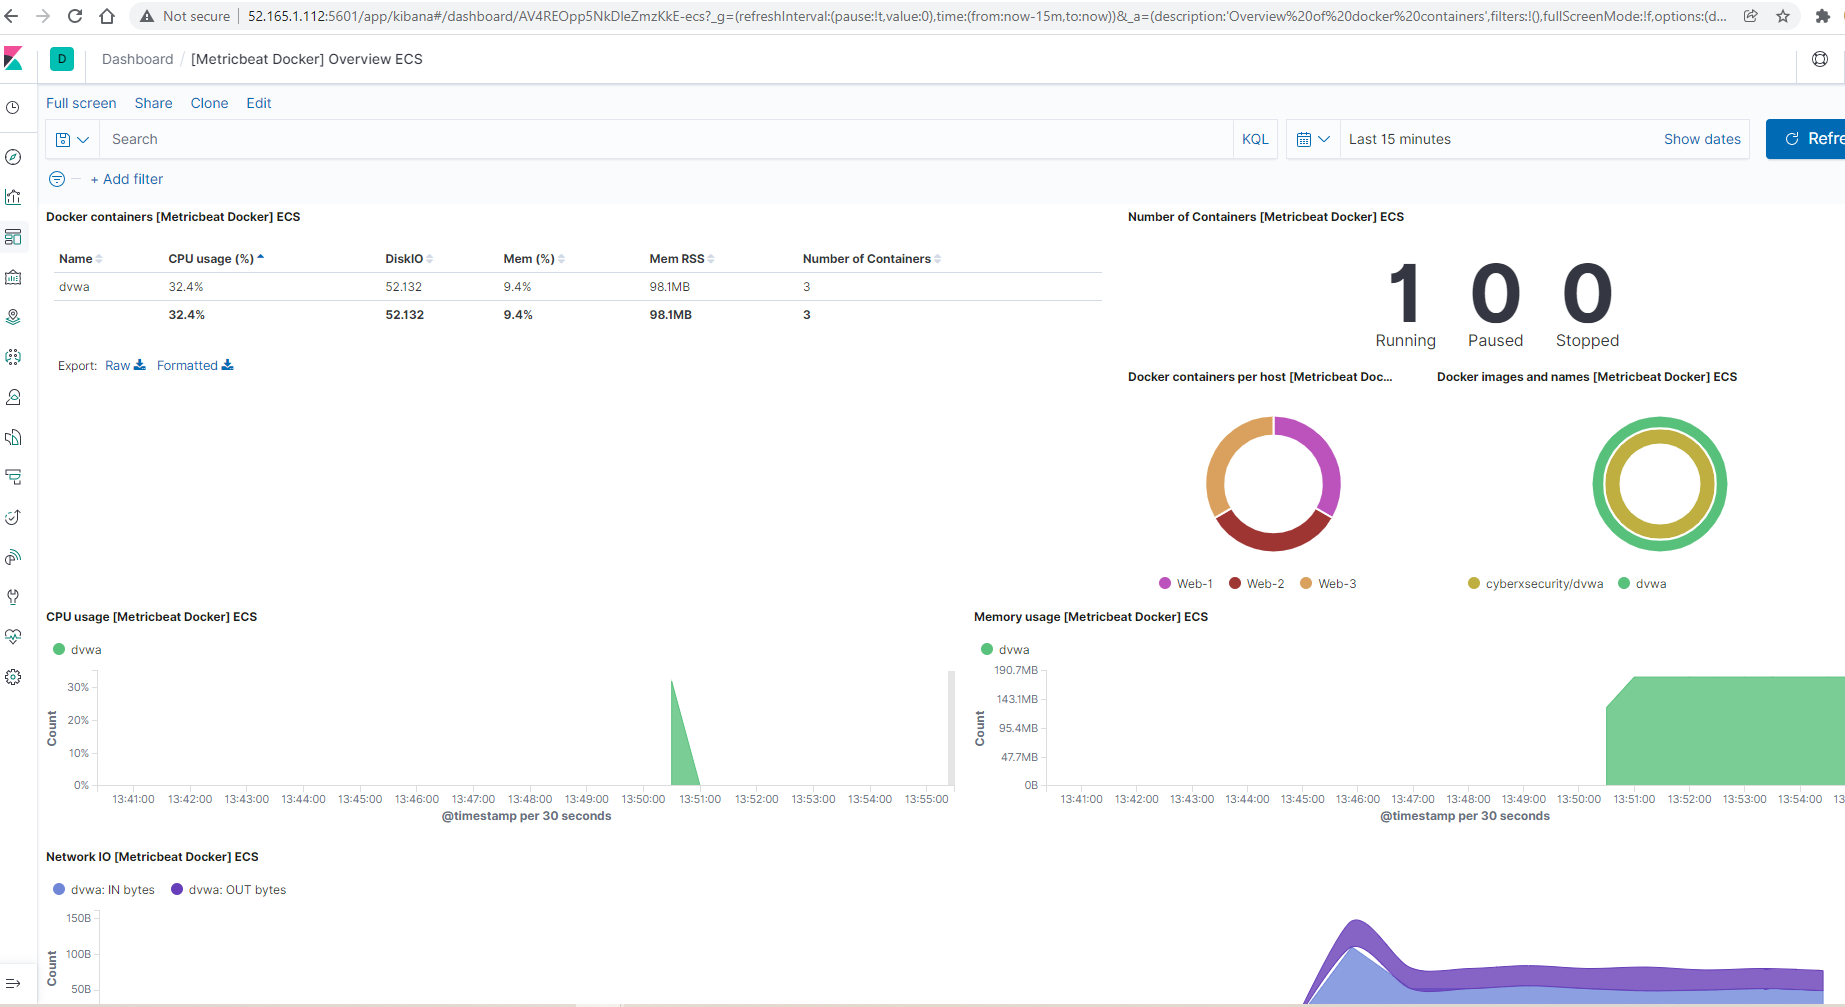 Not secure | 52.165.1.112:5601/app/kibana#/dashboard/AV4REOpp5NkDleZmzKkE-ecs?_g=(refreshInterval:(pause:!t,value:0),time:(from:now-15m,to:now))&_a=(description:'Overview%20of%20docker%20containers',filters:!(),fullScreenMode:!f,options:(d...
D Dashboard / [Metricbeat Docker] Overview ECS
Full screen Share Clone Edit
Search KQL Last 15 minutes Show dates Refre
+ Add filter
Docker containers [Metricbeat Docker] ECS
Name CPU usage (%) DiskIO Mem (%) Mem RSS Number of Containers
dvwa 32.4% 52.132 9.4% 98.1MB 3
32.4% 52.132 9.4% 98.1MB 3
Export: Raw Formatted
Number of Containers [Metricbeat Docker] ECS
1 0 0
Running Paused Stopped
Docker containers per host [Metricbeat Doc...
Web-1 Web-2 Web-3
Docker images and names [Metricbeat Docker] ECS
cyberxsecurity/dvwa dvwa
CPU usage [Metricbeat Docker] ECS
dvwa
30%
20%
10%
0%
Count
13:41:00 13:42:00 13:43:00 13:44:00 13:45:00 13:46:00 13:47:00 13:48:00 13:49:00 13:50:00 13:51:00 13:52:00 13:53:00 13:54:00 13:55:00
@timestamp per 30 seconds
Memory usage [Metricbeat Docker] ECS
dvwa
190.7MB
143.1MB
95.4MB
47.7MB
0B
Count
13:41:00 13:42:00 13:43:00 13:44:00 13:45:00 13:46:00 13:47:00 13:48:00 13:49:00 13:50:00 13:51:00 13:52:00 13:53:00 13:54:00 13
@timestamp per 30 seconds
Network IO [Metricbeat Docker] ECS
dvwa: IN bytes dvwa: OUT bytes
150B
100B
50B
Count